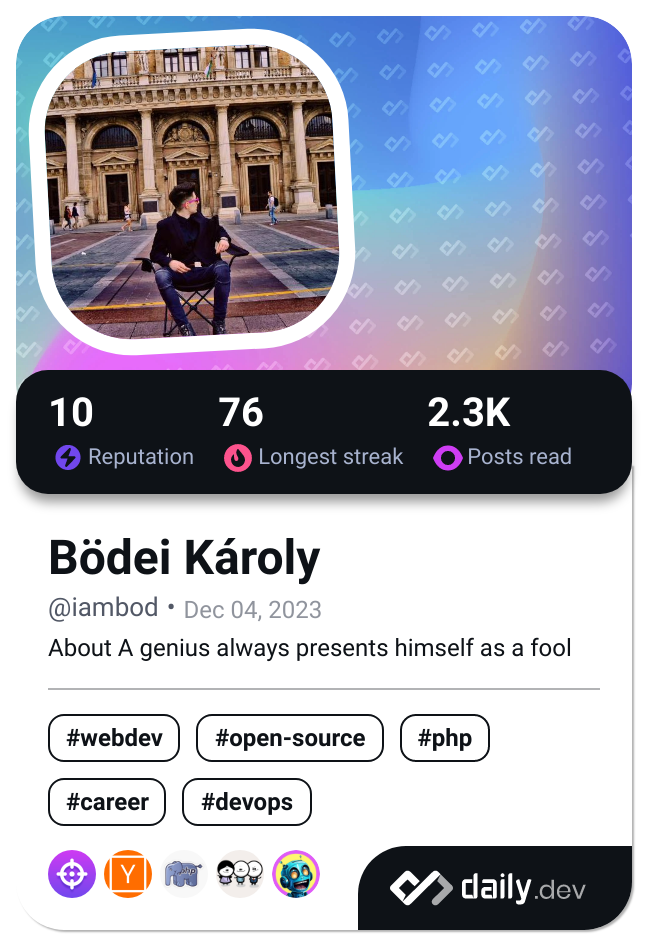 10 76 2.3K
Reputation Longest streak Posts read
Bödei Károly
@iambod • Dec 04, 2023
About A genius always presents himself as a fool
#webdev #open-source #php
#career #devops
Y php
daily.dev